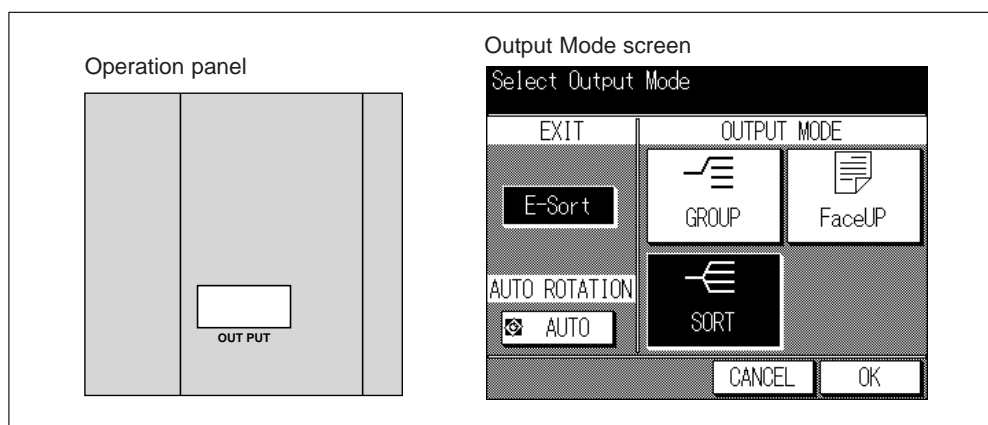 Operation panel
OUT PUT
Output Mode screen
Select Output Mode
EXIT
OUTPUT MODE
E-Sort
GROUP
FaceUP
AUTO ROTATION
AUTO
SORT
CANCEL
OK